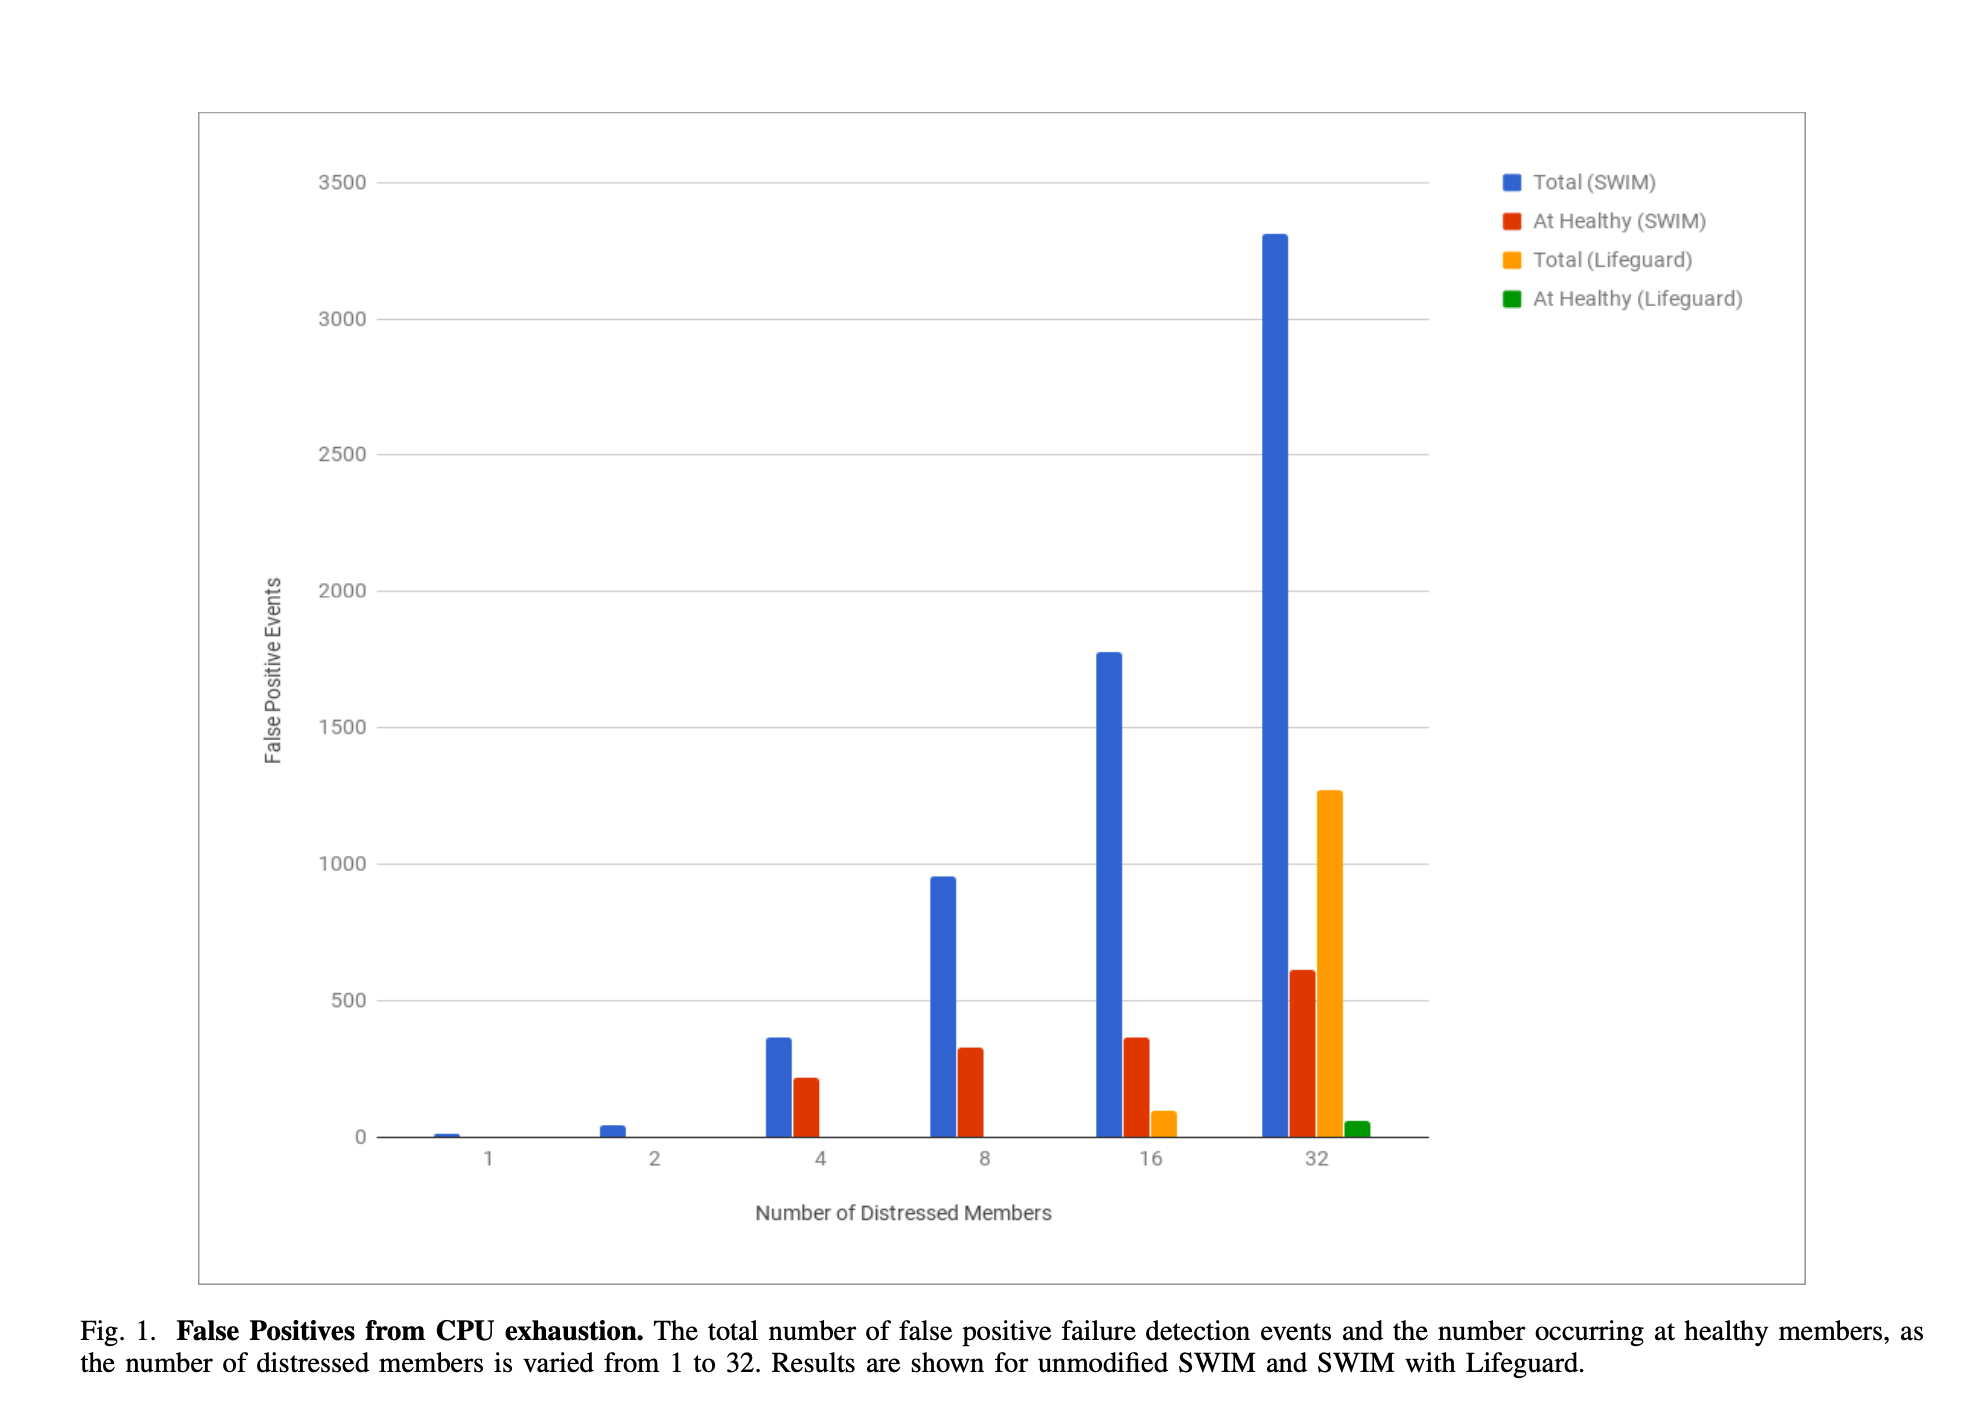 3500
3000
2500
2000
1500
1000
500
0
False Positive Events
1 2 4 8 16 32
Number of Distressed Members
Total (SWIM)
At Healthy (SWIM)
Total (Lifeguard)
At Healthy (Lifeguard)
Fig. 1. False Positives from CPU exhaustion. The total number of false positive failure detection events and the number occurring at healthy members, as
the number of distressed members is varied from 1 to 32. Results are shown for unmodified SWIM and SWIM with Lifeguard.